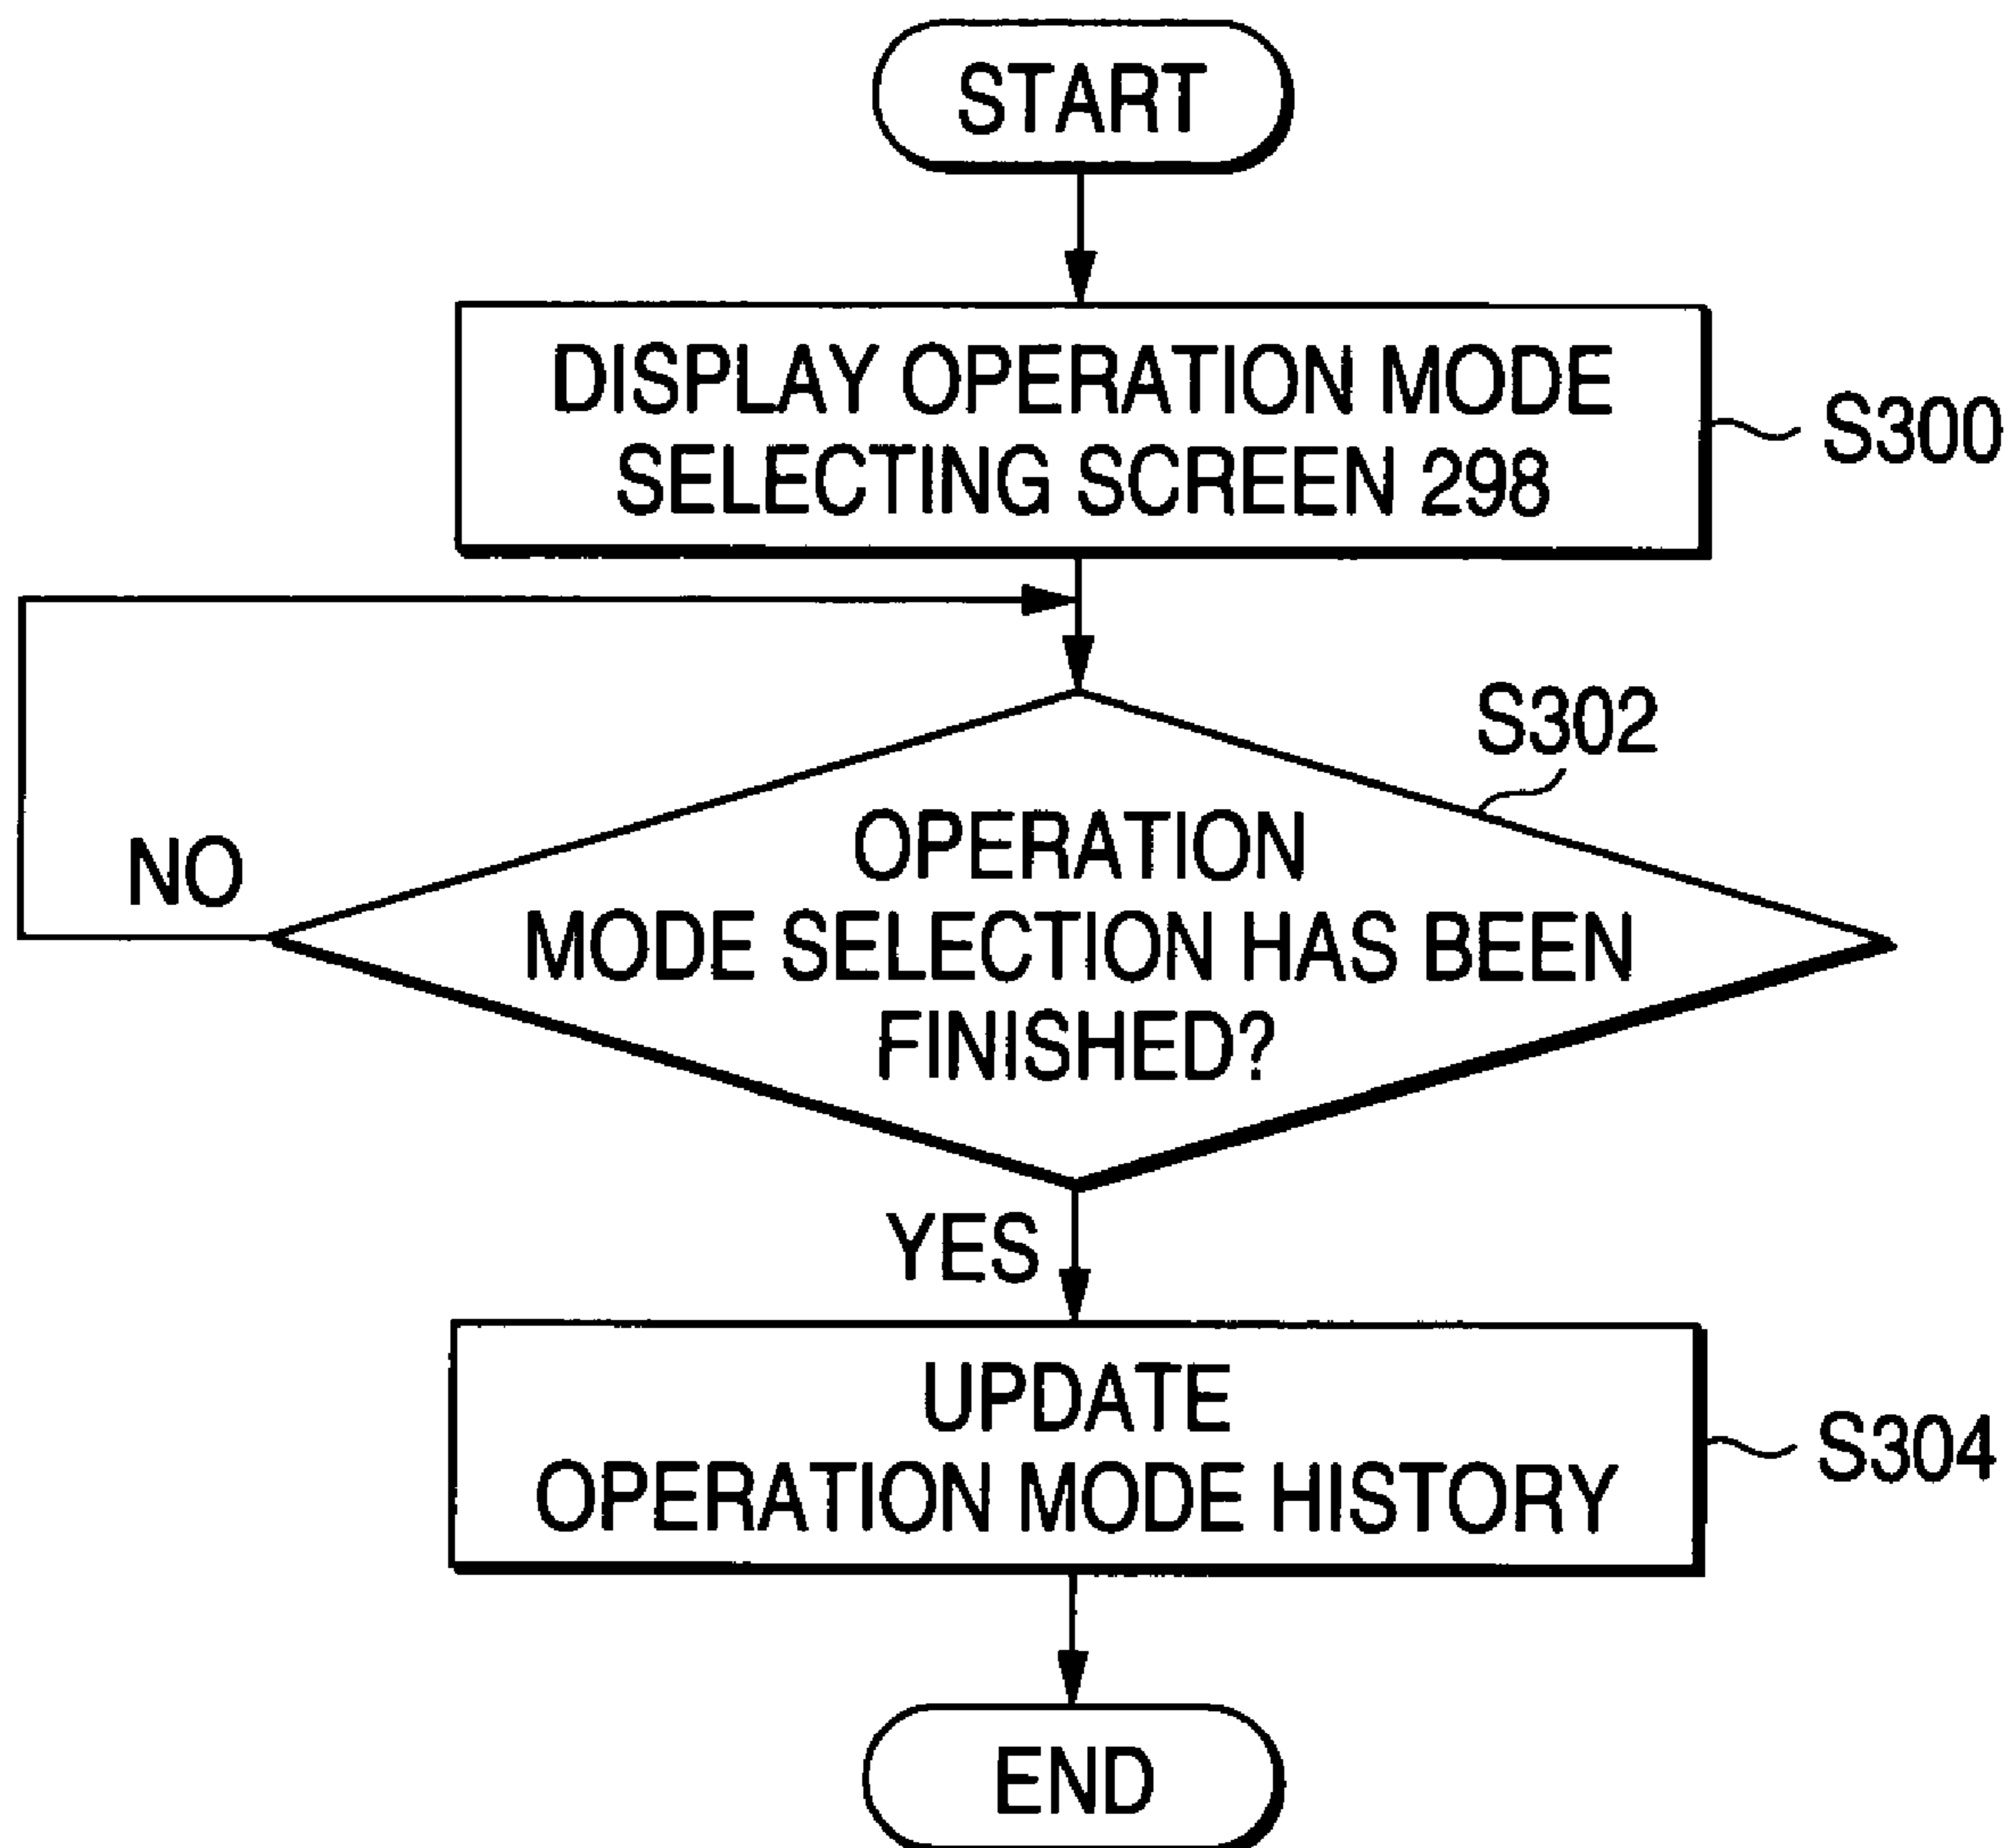 START
DISPLAY OPERATION MODE
SELECTING SCREEN 298
S300
S302
OPERATION
MODE SELECTION HAS BEEN
FINISHED?
NO
YES
UPDATE
OPERATION MODE HISTORY
S304
END